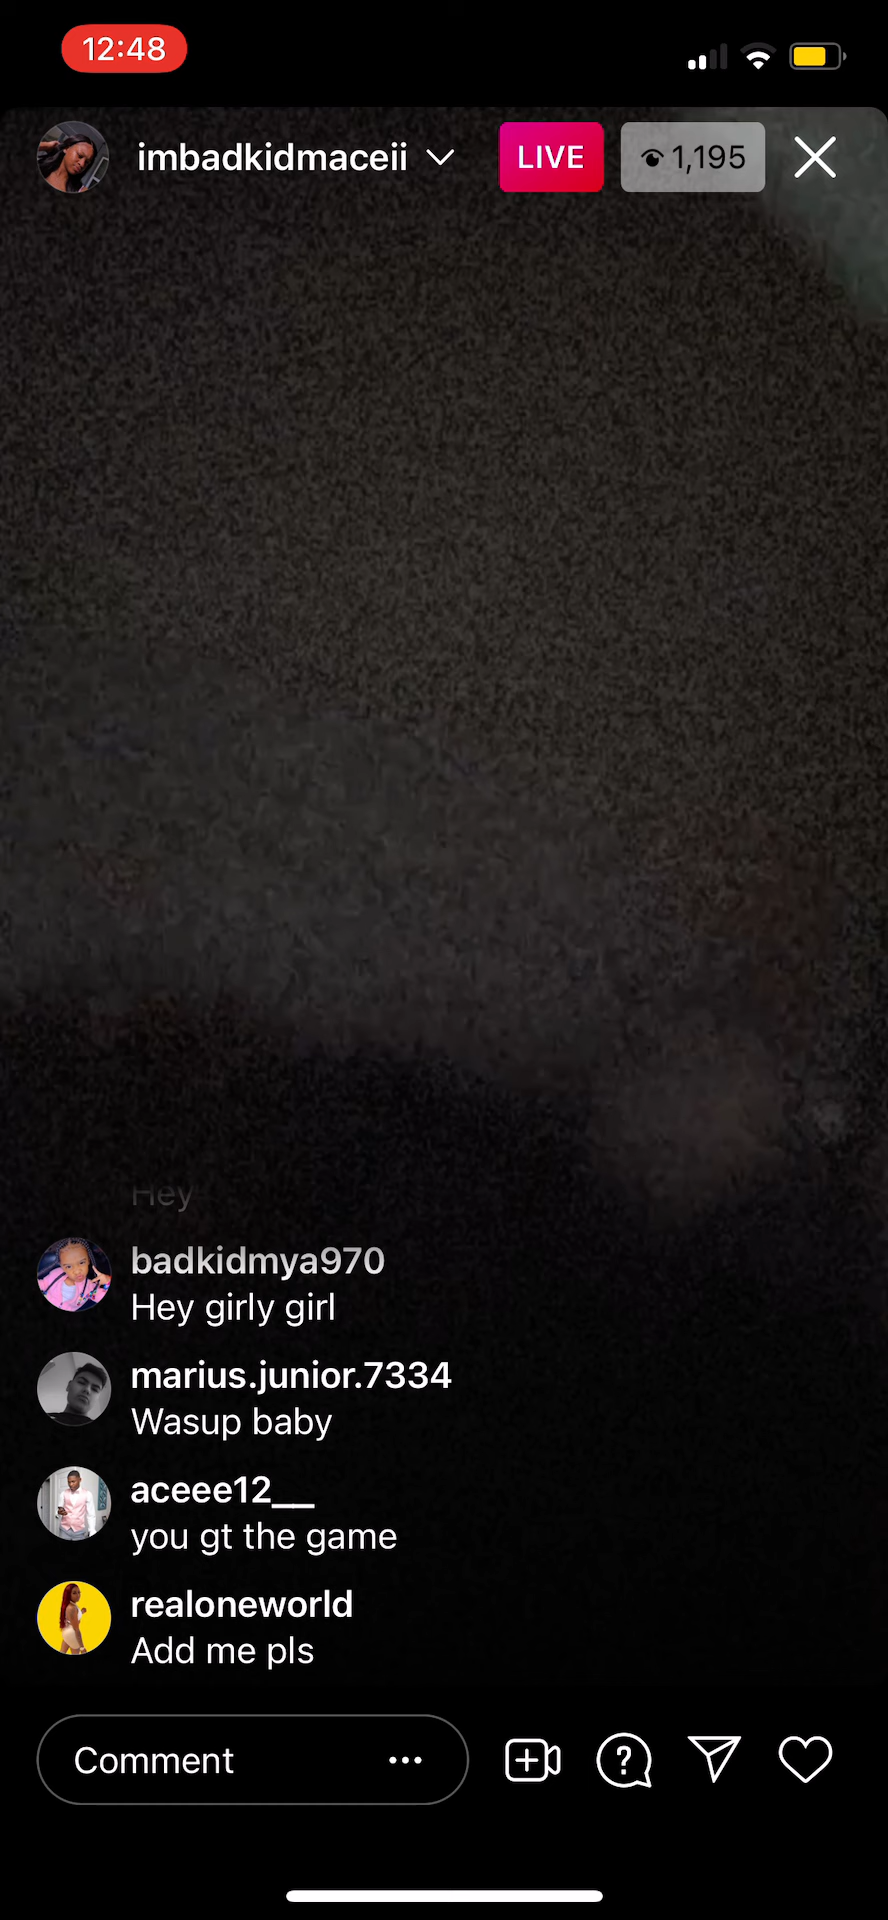 12:48
imbadkidmaceii
LIVE
1,195
Hey
badkidmya970
Hey girly girl
marius.junior.7334
Wasup baby
aceee12__
you gt the game
realoneworld
Add me pls
Comment